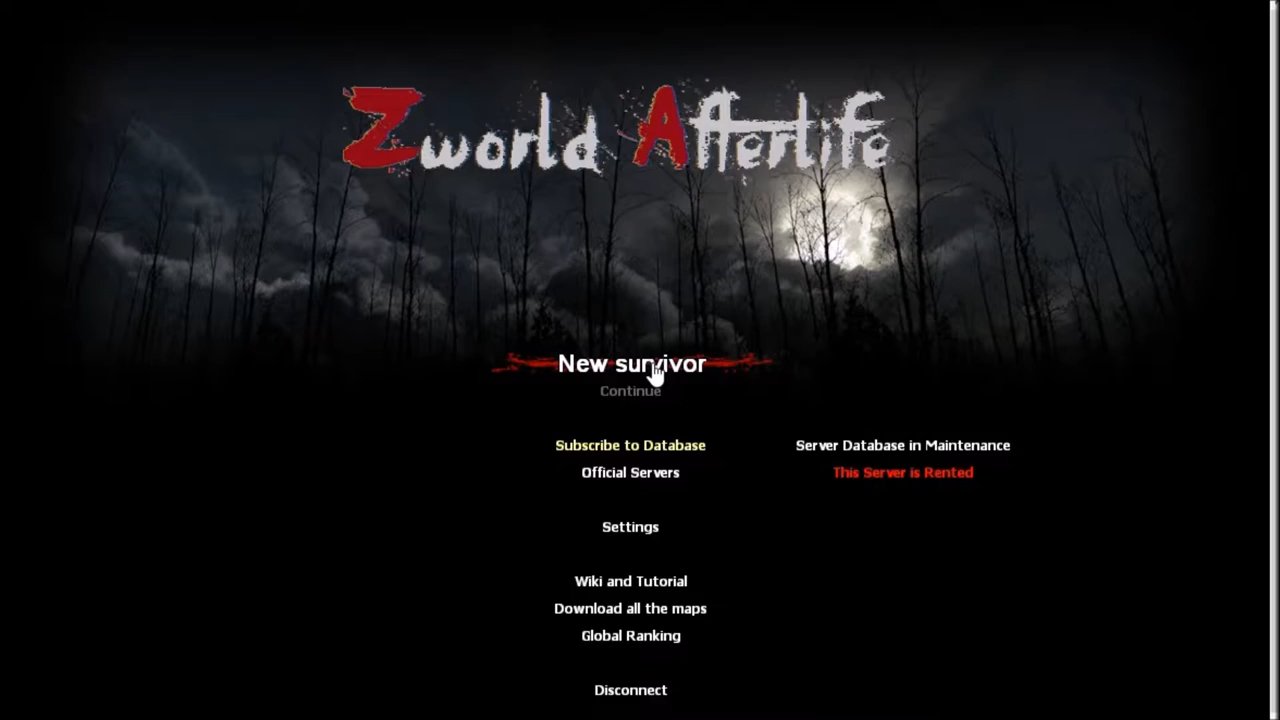 Zworld Afterlife
New survivor
Continue
Subscribe to Database
Server Database in Maintenance
Official Servers
This Server is Rented
Settings
Wiki and Tutorial
Download all the maps
Global Ranking
Disconnect